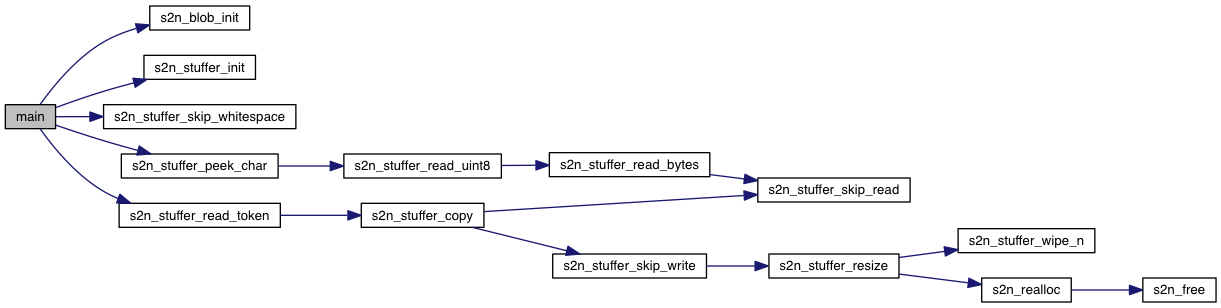 s2n_blob_init
s2n_stuffer_init
main
s2n_stuffer_skip_whitespace
s2n_stuffer_peek_char
s2n_stuffer_read_uint8
s2n_stuffer_read_bytes
s2n_stuffer_skip_read
s2n_stuffer_read_token
s2n_stuffer_copy
s2n_stuffer_wipe_n
s2n_stuffer_skip_write
s2n_stuffer_resize
s2n_realloc
s2n_free